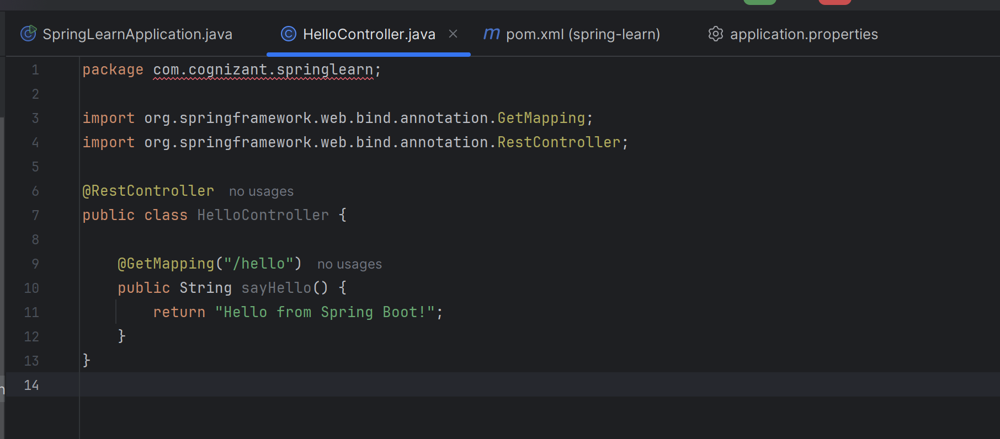 SpringLearnApplication.java HelloController.java pom.xml (spring-learn) application.properties
1 package com.cognizant.springlearn;
2
3 import org.springframework.web.bind.annotation.GetMapping;
4 import org.springframework.web.bind.annotation.RestController;
5
6 @RestController no usages
7 public class HelloController {
8
9 @GetMapping("/hello") no usages
10 public String sayHello() {
11 return "Hello from Spring Boot!";
12 }
13 }
14